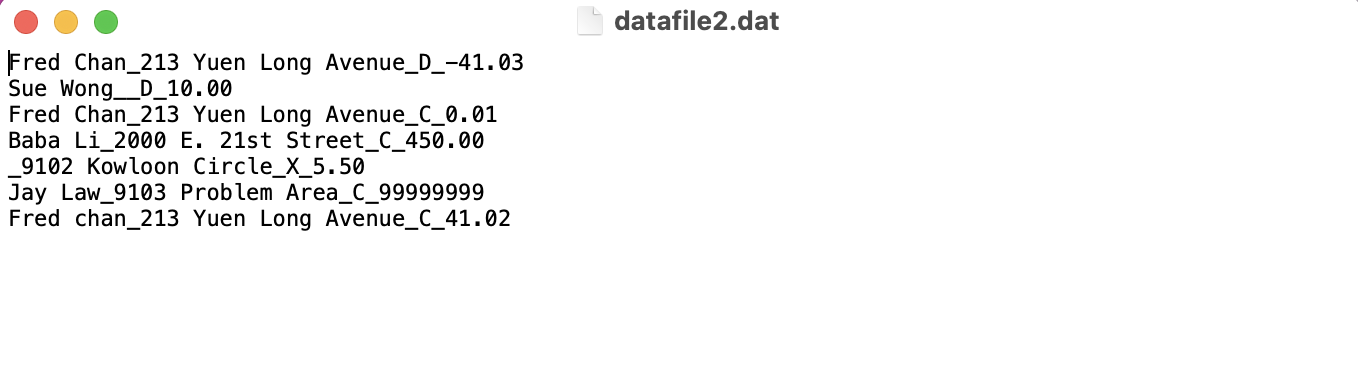 datafile2.dat
Fred Chan_213 Yuen Long Avenue_D_-41.03
Sue Wong__D_10.00
Fred Chan_213 Yuen Long Avenue_C_0.01
Baba Li_2000 E. 21st Street_C_450.00
_9102 Kowloon Circle_X_5.50
Jay Law_9103 Problem Area_C_99999999
Fred chan_213 Yuen Long Avenue_C_41.02